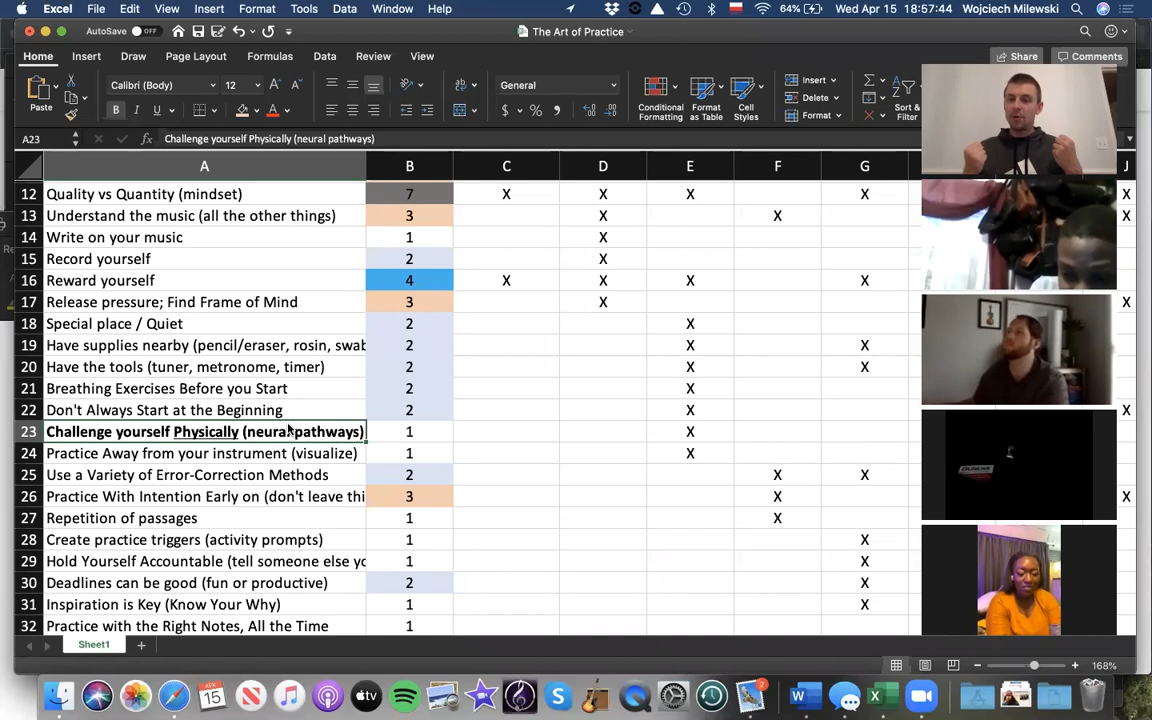 Excel File Edit View Insert Format Tools Data Window Help 64% Wed Apr 15 18:57:44 Wojciech Milewski
AutoSave OFF The Art of Practice
Home Insert Draw Page Layout Formulas Data Review View Share Comments
Paste Calibri (Body) 12 General Conditional Formatting Format as Table Cell Styles Insert Delete Format Sort & Filter
A23 fx Challenge yourself Physically (neural pathways)
A B C D E F G J
12 Quality vs Quantity (mindset) 7 X X X X X
13 Understand the music (all the other things) 3 X X X
14 Write on your music 1 X
15 Record yourself 2 X
16 Reward yourself 4 X X X X
17 Release pressure; Find Frame of Mind 3 X X
18 Special place / Quiet 2 X
19 Have supplies nearby (pencil/eraser, rosin, swab 2 X X
20 Have the tools (tuner, metronome, timer) 2 X X
21 Breathing Exercises Before you Start 2 X
22 Don't Always Start at the Beginning 2 X X
23 Challenge yourself Physically (neural pathways) 1 X
24 Practice Away from your instrument (visualize) 1 X
25 Use a Variety of Error-Correction Methods 2 X X
26 Practice With Intention Early on (don't leave thi 3 X X
27 Repetition of passages 1 X
28 Create practice triggers (activity prompts) 1 X
29 Hold Yourself Accountable (tell someone else yo 1 X
30 Deadlines can be good (fun or productive) 2 X
31 Inspiration is Key (Know Your Why) 1 X
32 Practice with the Right Notes, All the Time 1
Sheet1
168%
APR 15 tv 2